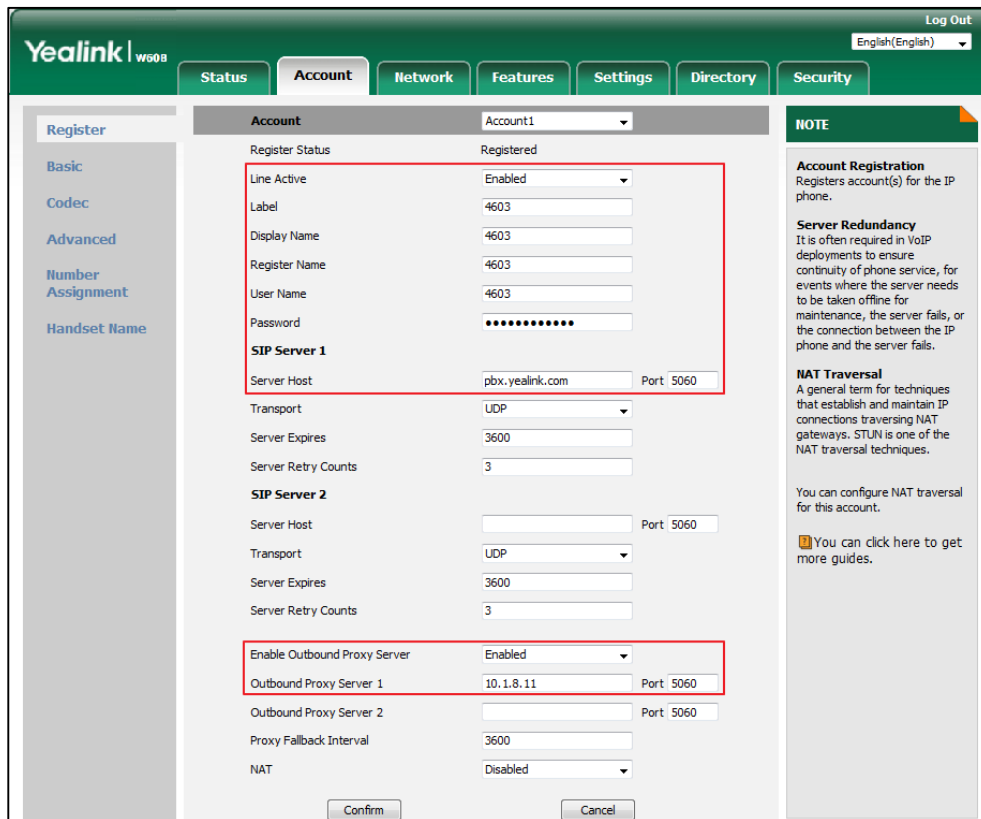 Log Out
Yealink W60B
English(English)
Status Account Network Features Settings Directory Security
Register
Basic
Codec
Advanced
Number
Assignment
Handset Name
Account Account1
Register Status Registered
Line Active Enabled
Label 4603
Display Name 4603
Register Name 4603
User Name 4603
Password ••••••••••••
SIP Server 1
Server Host pbx.yealink.com Port 5060
Transport UDP
Server Expires 3600
Server Retry Counts 3
SIP Server 2
Server Host Port 5060
Transport UDP
Server Expires 3600
Server Retry Counts 3
Enable Outbound Proxy Server Enabled
Outbound Proxy Server 1 10.1.8.11 Port 5060
Outbound Proxy Server 2 Port 5060
Proxy Fallback Interval 3600
NAT Disabled
Confirm Cancel
NOTE
Account Registration
Registers account(s) for the IP
phone.
Server Redundancy
It is often required in VoIP
deployments to ensure
continuity of phone service, for
events where the server needs
to be taken offline for
maintenance, the server fails, or
the connection between the IP
phone and the server fails.
NAT Traversal
A general term for techniques
that establish and maintain IP
connections traversing NAT
gateways. STUN is one of the
NAT traversal techniques.
You can configure NAT traversal
for this account.
? You can click here to get
more guides.